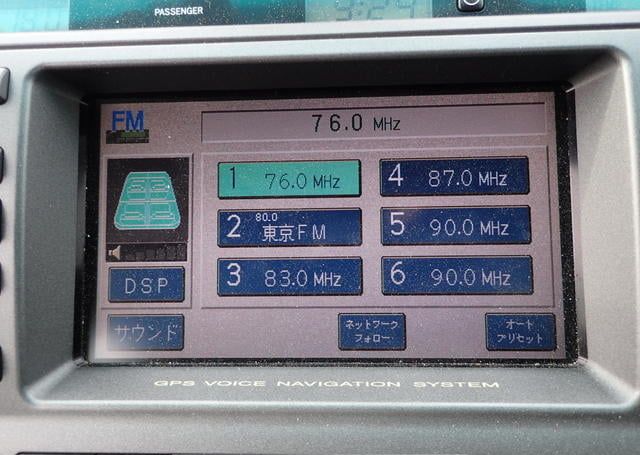 PASSENGER
3:29
FM
76.0 MHz
1 76.0 MHz
4 87.0 MHz
2 80.0 東京FM
5 90.0 MHz
3 83.0 MHz
6 90.0 MHz
DSP
サウンド
ネットワーク
フォロー
オート
プリセット
GPS VOICE NAVIGATION SYSTEM